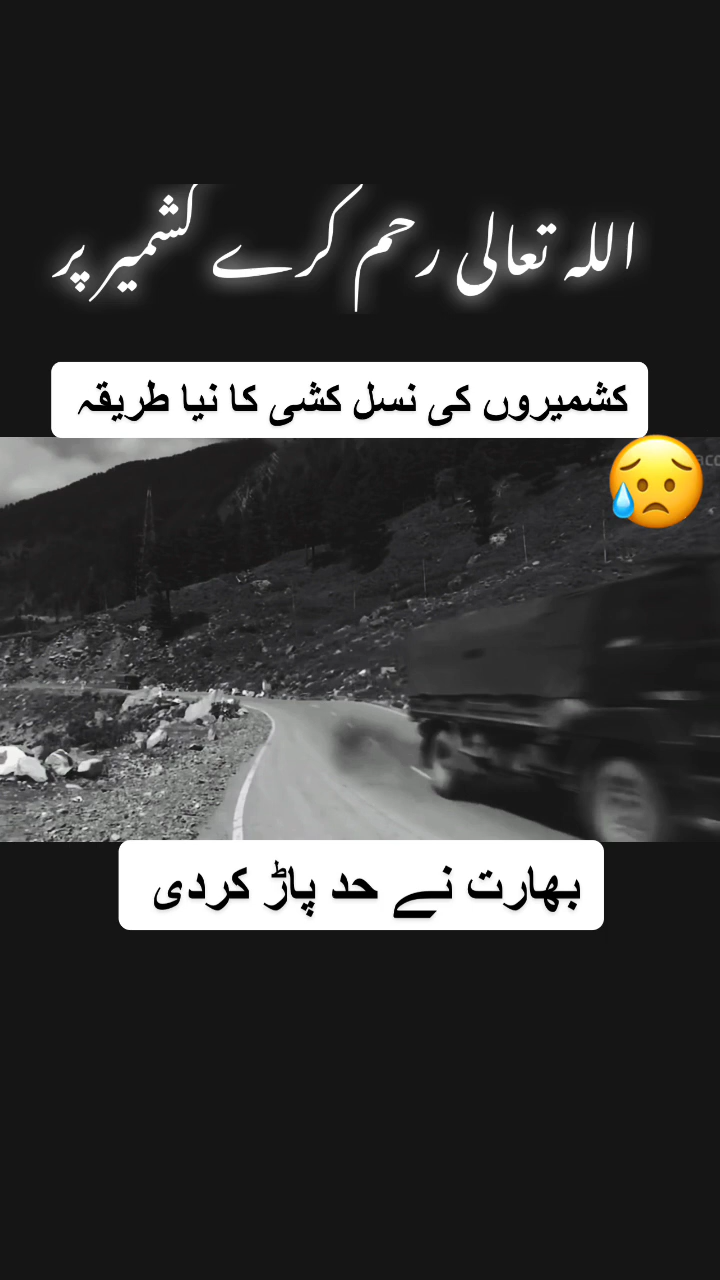 اللہ تعالی رحم کرے کشمیر پر
کشمیروں کی نسل کشی کا نیا طریقہ
بھارت نے حد پاڑ کردی